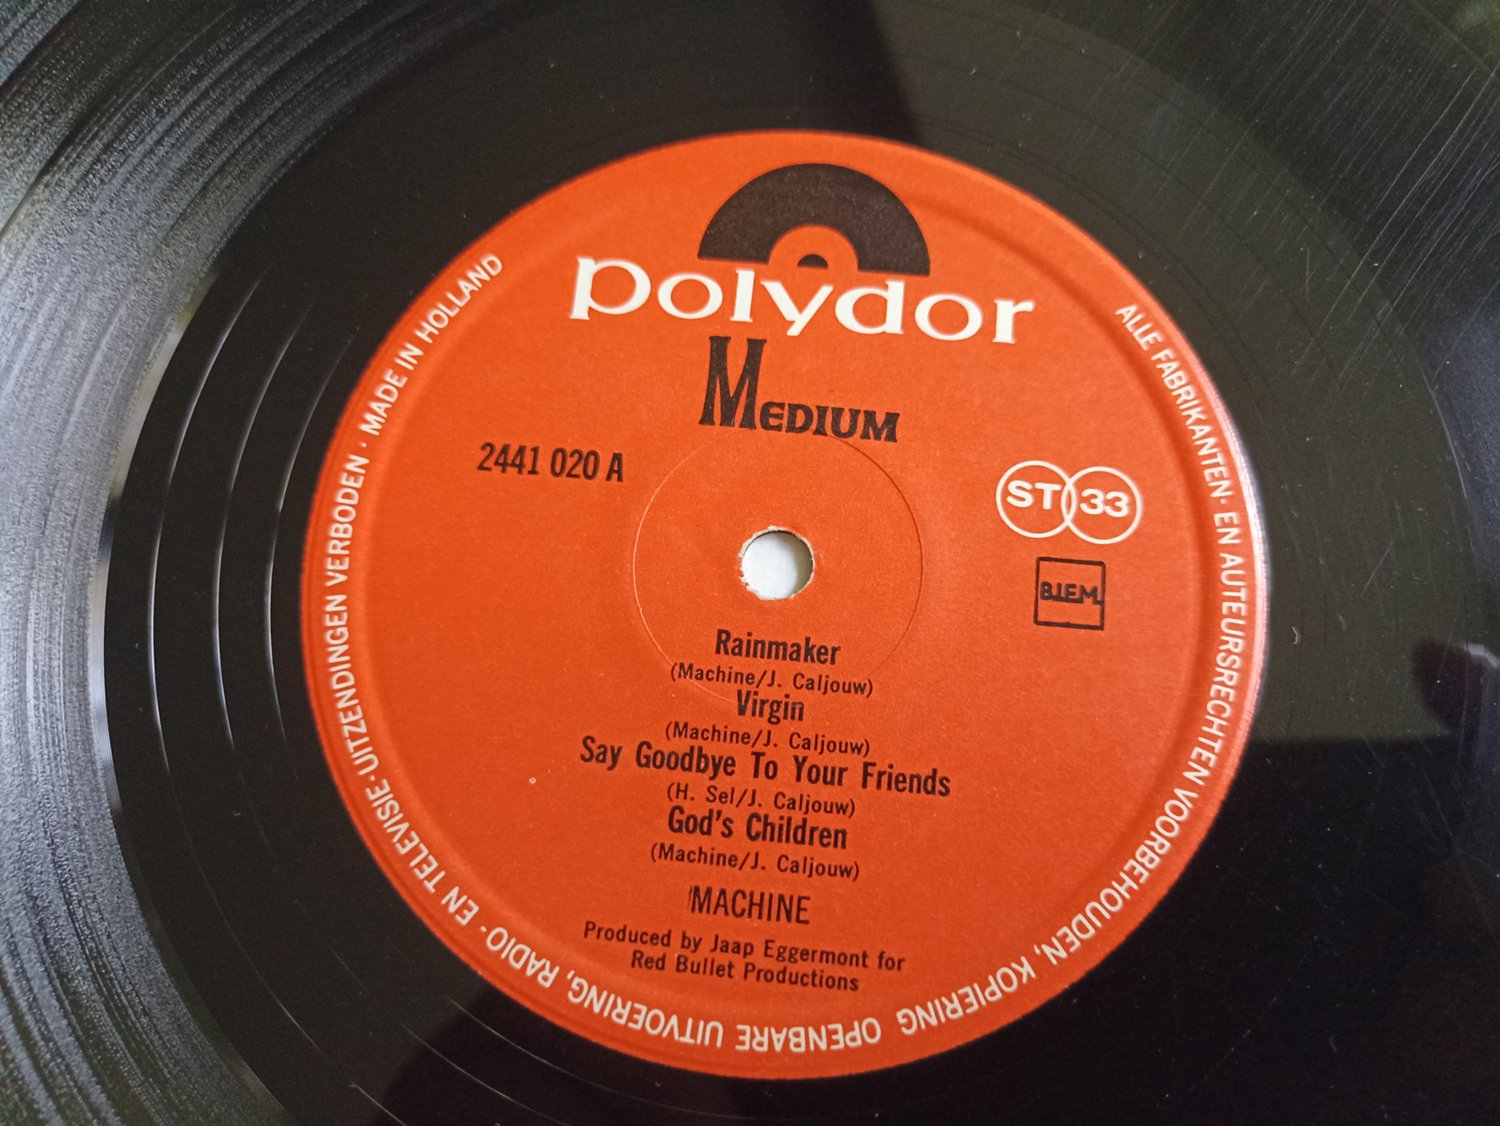 polydor
MEDIUM
2441 020 A
ST 33
B.I.E.M.
Rainmaker
(Machine/J. Caljouw)
Virgin
(Machine/J. Caljouw)
Say Goodbye To Your Friends
(H. Sel/J. Caljouw)
God's Children
(Machine/J. Caljouw)
MACHINE
Produced by Jaap Eggermont for
Red Bullet Productions
ALLE FABRIKANTEN· EN AUTEURSRECHTEN VOORBEHOUDEN, KOPIERING OPENBARE UITVOERING, RADIO· EN TELEVISIE·UITZENDINGEN VERBODEN · MADE IN HOLLAND